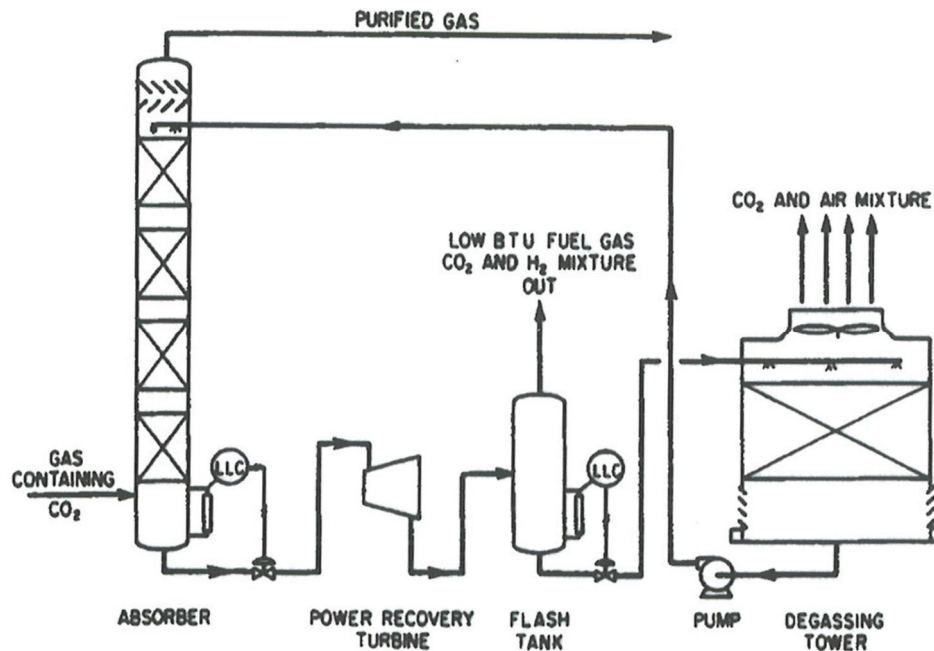 PURIFIED GAS
CO₂ AND AIR MIXTURE
LOW BTU FUEL GAS
CO₂ AND H₂ MIXTURE
OUT
GAS
CONTAINING
CO₂
LLC
LLC
ABSORBER
POWER RECOVERY
TURBINE
FLASH
TANK
PUMP
DEGASSING
TOWER